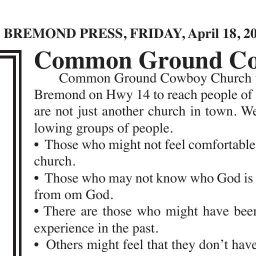 BREMOND PRESS, FRIDAY, April 18, 20
Common Ground Co
Common Ground Cowboy Church
Bremond on Hwy 14 to reach people of
are not just another church in town. We
lowing groups of people.
• Those who might not feel comfortable
church.
• Those who may not know who God is
from om God.
• There are those who might have been
experience in the past.
• Others might feel that they don't have